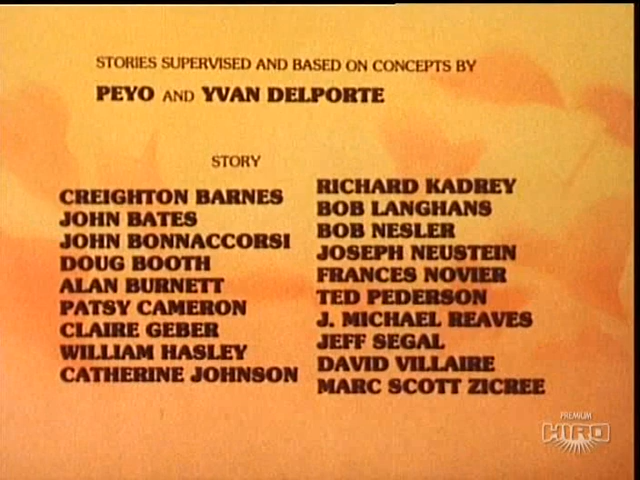 STORIES SUPERVISED AND BASED ON CONCEPTS BY
PEYO AND YVAN DELPORTE
STORY
CREIGHTON BARNES
JOHN BATES
JOHN BONNACCORSI
DOUG BOOTH
ALAN BURNETT
PATSY CAMERON
CLAIRE GEBER
WILLIAM HASLEY
CATHERINE JOHNSON
RICHARD KADREY
BOB LANGHANS
BOB NESLER
JOSEPH NEUSTEIN
FRANCES NOVIER
TED PEDERSON
J. MICHAEL REAVES
JEFF SEGAL
DAVID VILLAIRE
MARC SCOTT ZICREE
PREMIUM
HIRO